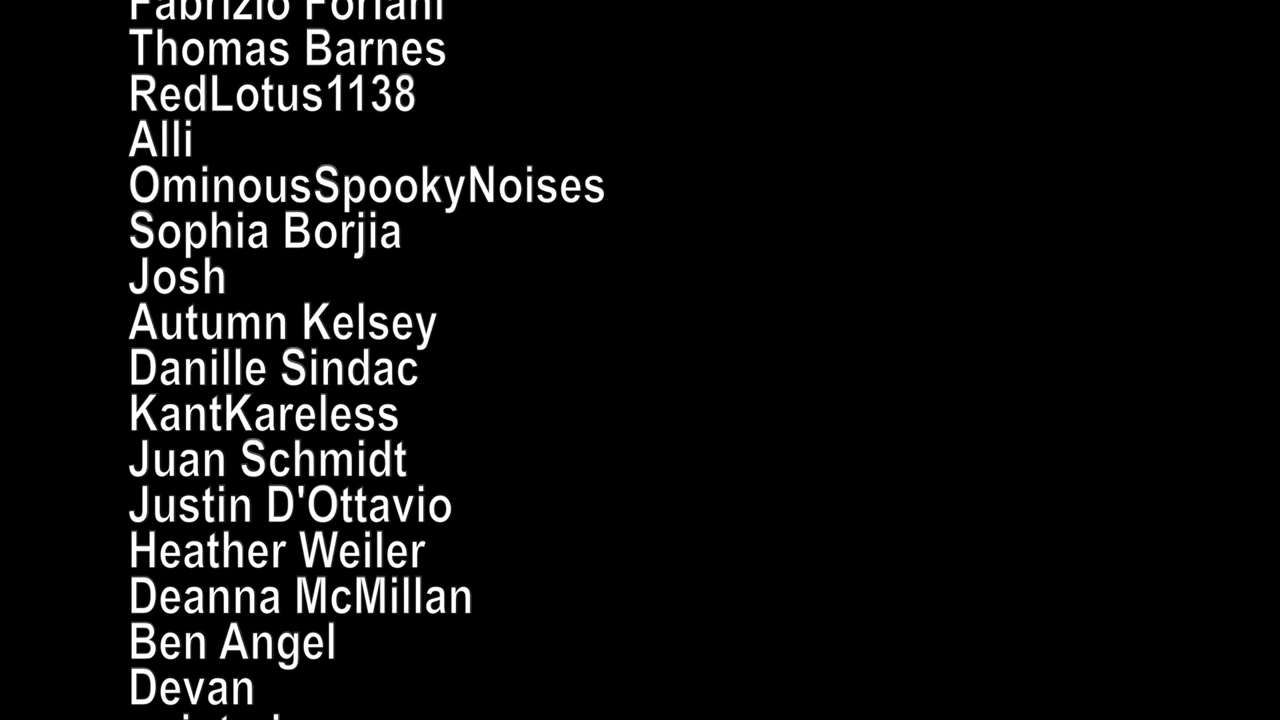 Fabrizio
Thomas Barnes
RedLotus1138
Alli
OminousSpookyNoises
Sophia Borjia
Josh
Autumn Kelsey
Danille Sindac
KantKareless
Juan Schmidt
Justin D'Ottavio
Heather Weiler
Deanna McMillan
Ben Angel
Devan